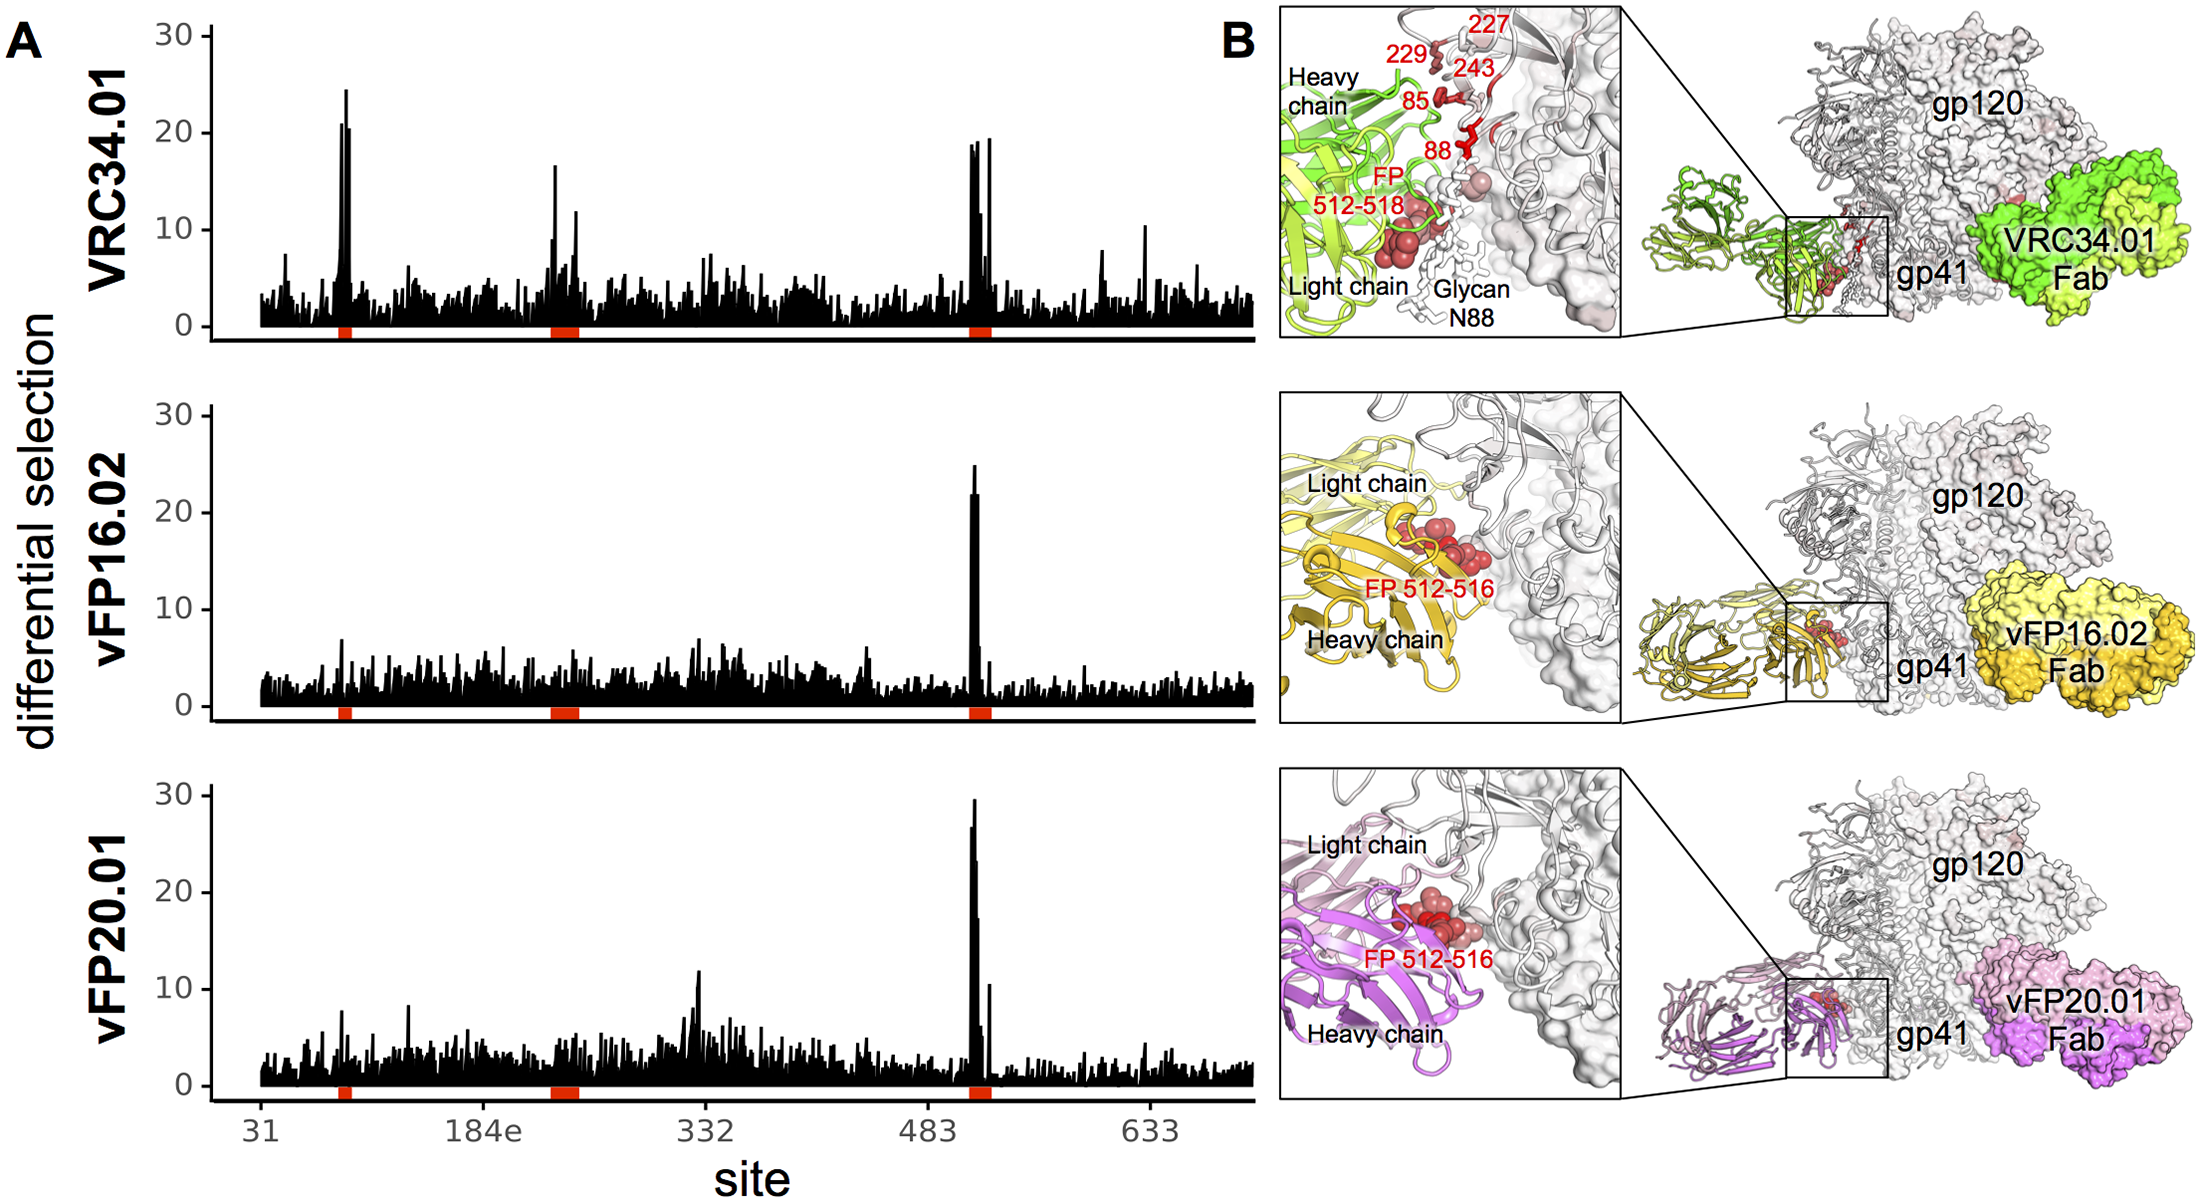 A
differential selection
VRC34.01
30
20
10
0
vFP16.02
30
20
10
0
vFP20.01
30
20
10
0
31
184e
332
483
633
site
B
227
229
243
Heavy
chain
85
88
FP
512-518
Light chain
Glycan
N88
gp120
gp41
VRC34.01
Fab
Light chain
FP 512-516
Heavy chain
gp120
gp41
vFP16.02
Fab
Light chain
FP 512-516
Heavy chain
gp120
gp41
vFP20.01
Fab